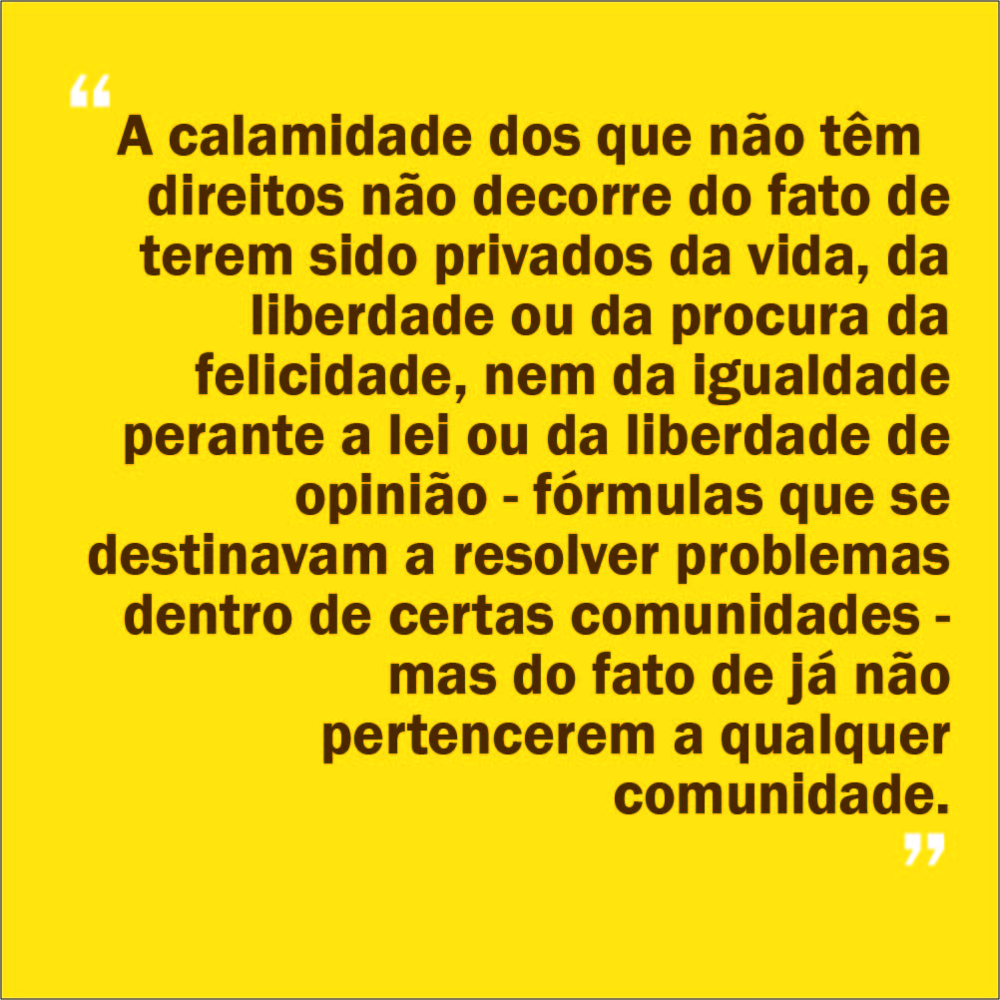 “
A calamidade dos que não têm
direitos não decorre do fato de
terem sido privados da vida, da
liberdade ou da procura da
felicidade, nem da igualdade
perante a lei ou da liberdade de
opinião - fórmulas que se
destinavam a resolver problemas
dentro de certas comunidades -
mas do fato de já não
pertencerem a qualquer
comunidade.
”